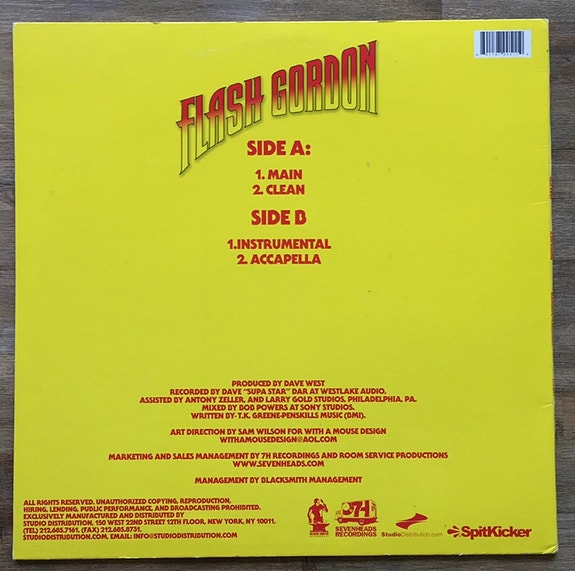 FLASH GORDON
SIDE A:
1. MAIN
2. CLEAN
SIDE B
1.INSTRUMENTAL
2. ACCAPELLA
PRODUCED BY DAVE WEST
RECORDED BY DAVE "SUPA STAR" DAR AT WESTLAKE AUDIO.
ASSISTED BY ANTONY ZELLER, AND LARRY GOLD STUDIOS. PHILADELPHIA, PA.
MIXED BY BOB POWERS AT SONY STUDIOS.
WRITTEN BY- T.K. GREENE-PENSKILLS MUSIC (BMI).
ART DIRECTION BY SAM WILSON FOR WITH A MOUSE DESIGN
WITHAMOUSEDESIGN@AOL.COM
MARKETING AND SALES MANAGEMENT BY 7H RECORDINGS AND ROOM SERVICE PRODUCTIONS
WWW.SEVENHEADS.COM
MANAGEMENT BY BLACKSMITH MANAGEMENT
ALL RIGHTS RESERVED. UNAUTHORIZED COPYING, REPRODUCTION,
HIRING, LENDING, PUBLIC PERFORMANCE, AND BROADCASTING PROHIBITED.
EXCLUSIVELY MANUFACTURED AND DISTRIBUTED BY
STUDIO DISTRIBUTION, 150 WEST 22ND STREET 12TH FLOOR, NEW YORK, NY 10011.
(TEL) 212.685.7161, (FAX) 212.685.8731.
STUDIODISTRIBUTION.COM, EMAIL: INFO@STUDIODISTRIBUTION.COM
7H
SEVENHEADS
RECORDINGS
StudioDistribution.com
SpitKicker